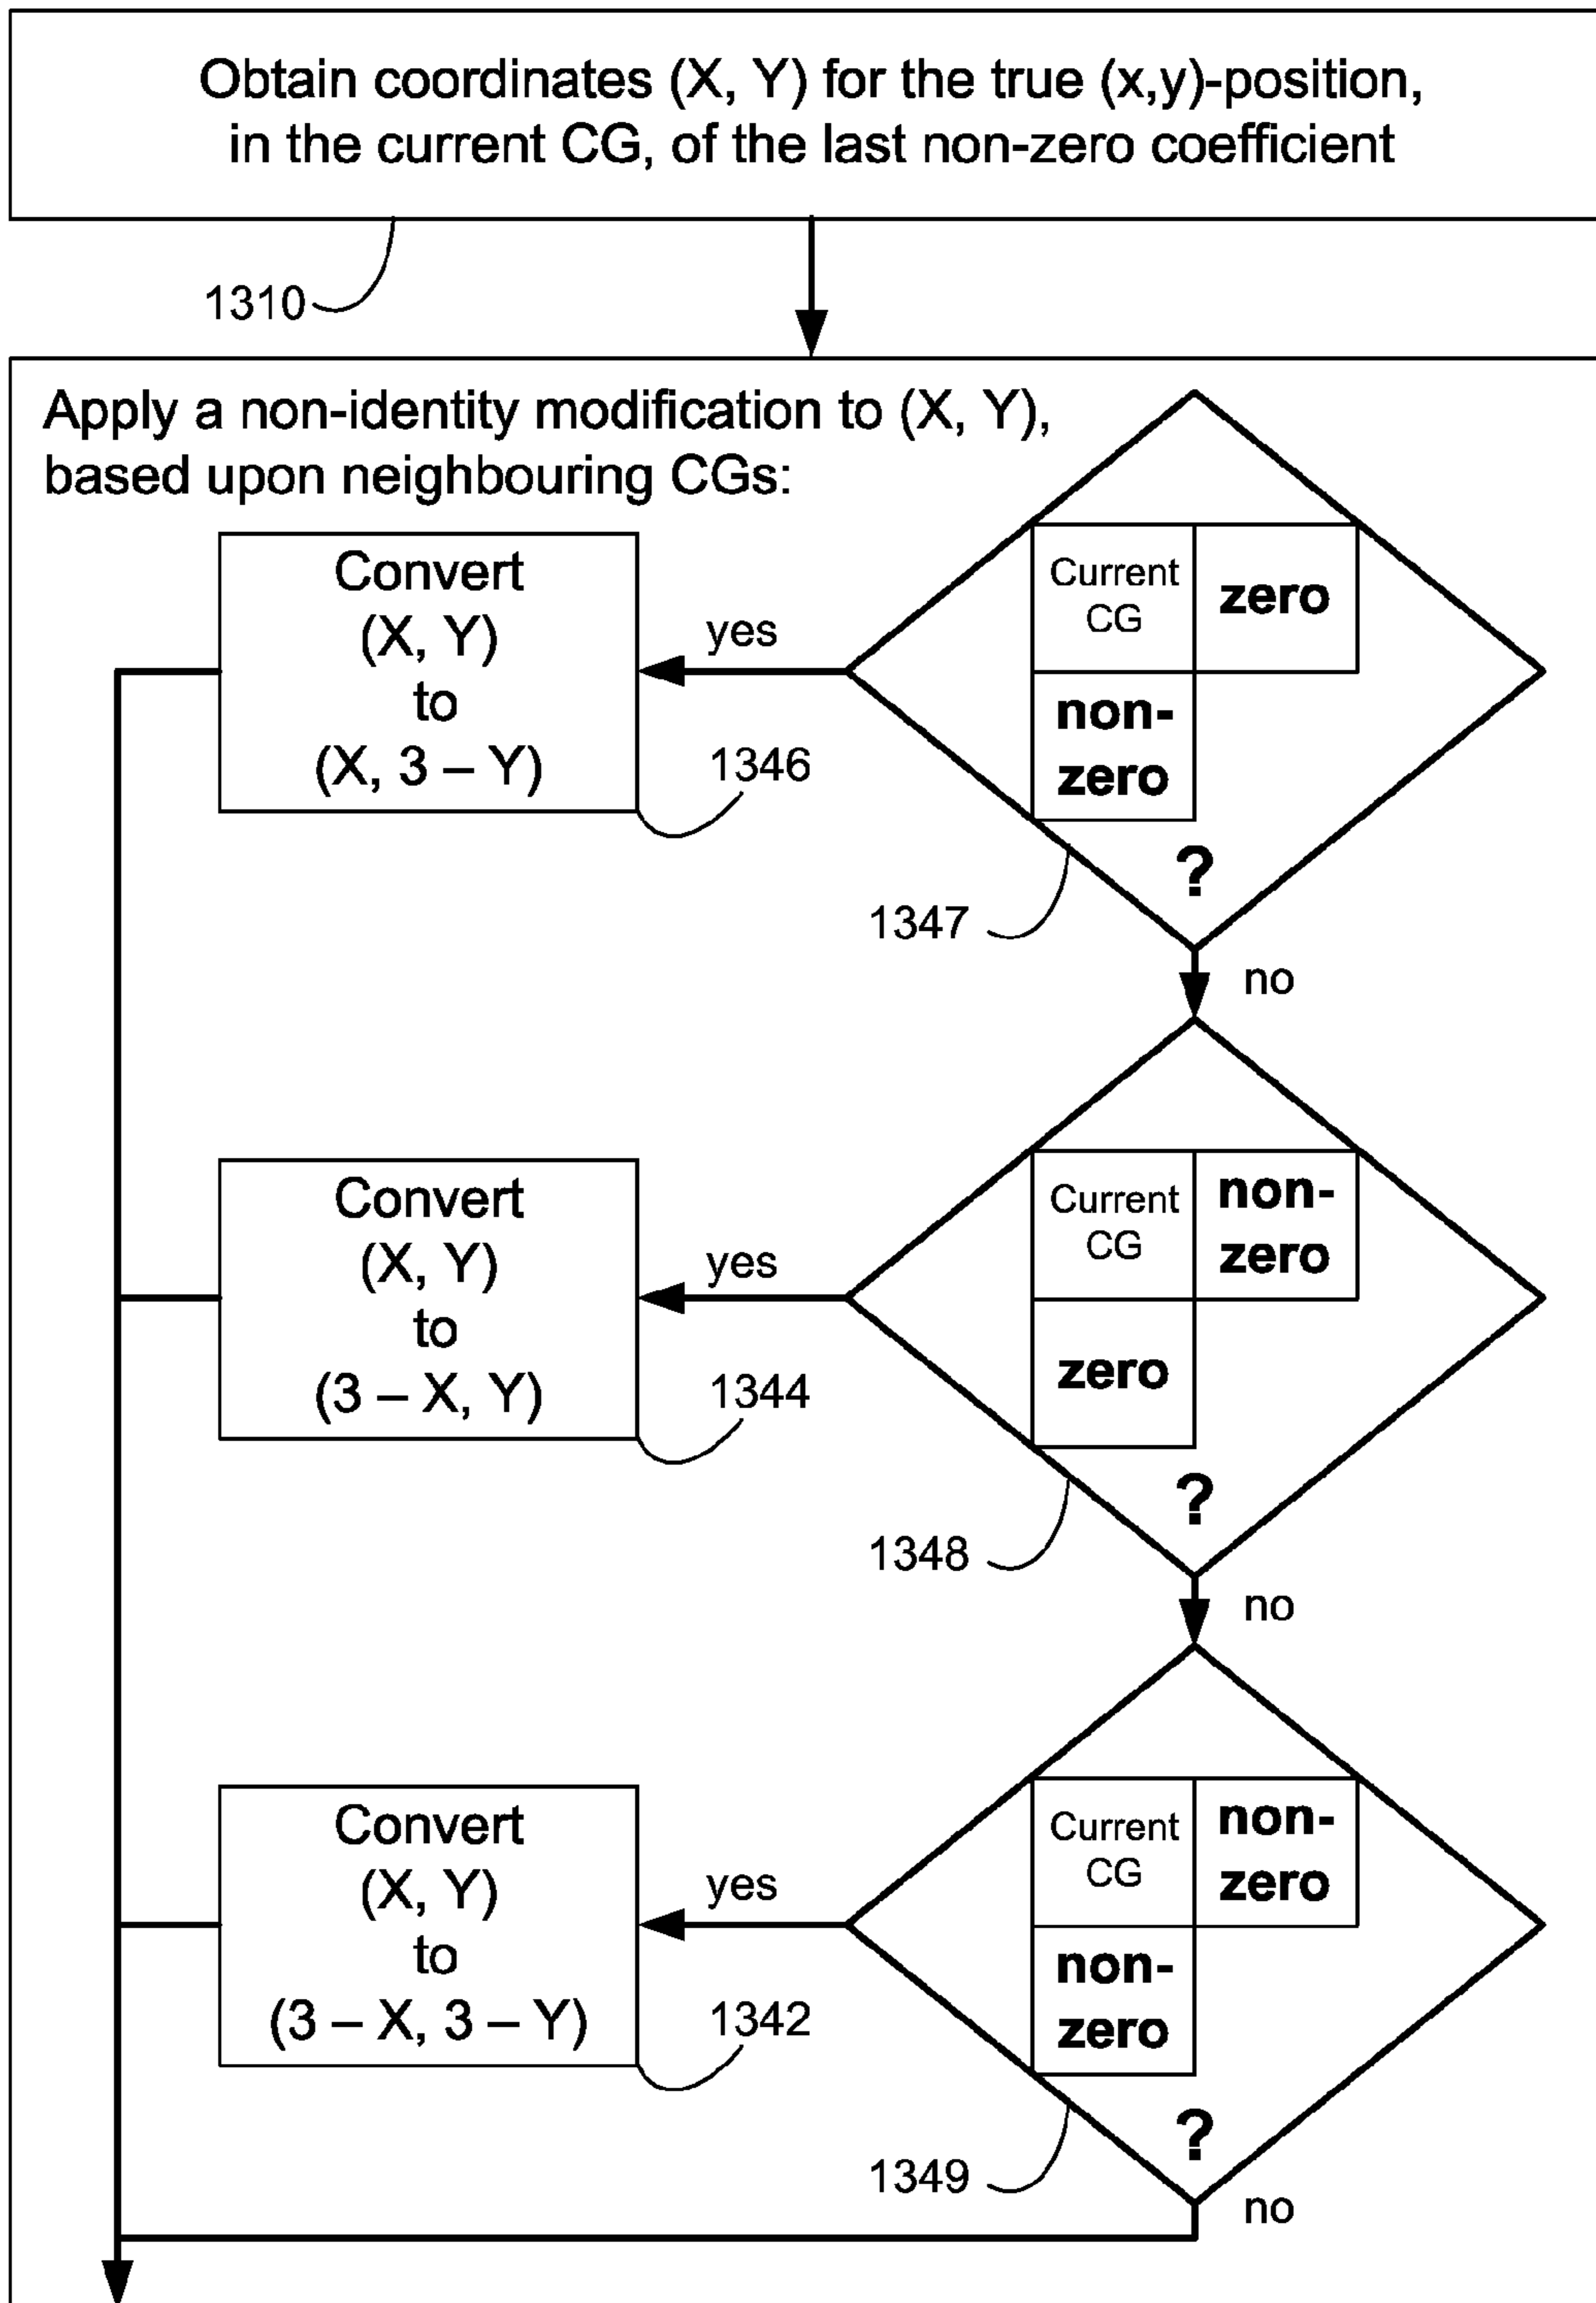 Obtain coordinates (X, Y) for the true (x,y)-position,
in the current CG, of the last non-zero coefficient
1310
Apply a non-identity modification to (X, Y),
based upon neighbouring CGs:
Convert
(X, Y)
to
(X, 3 – Y)
1346
yes
Current
CG
zero
non-
zero
?
1347
no
Convert
(X, Y)
to
(3 – X, Y)
1344
yes
Current
CG
non-
zero
zero
?
1348
no
Convert
(X, Y)
to
(3 – X, 3 – Y)
1342
yes
Current
CG
non-
zero
non-
zero
?
1349
no